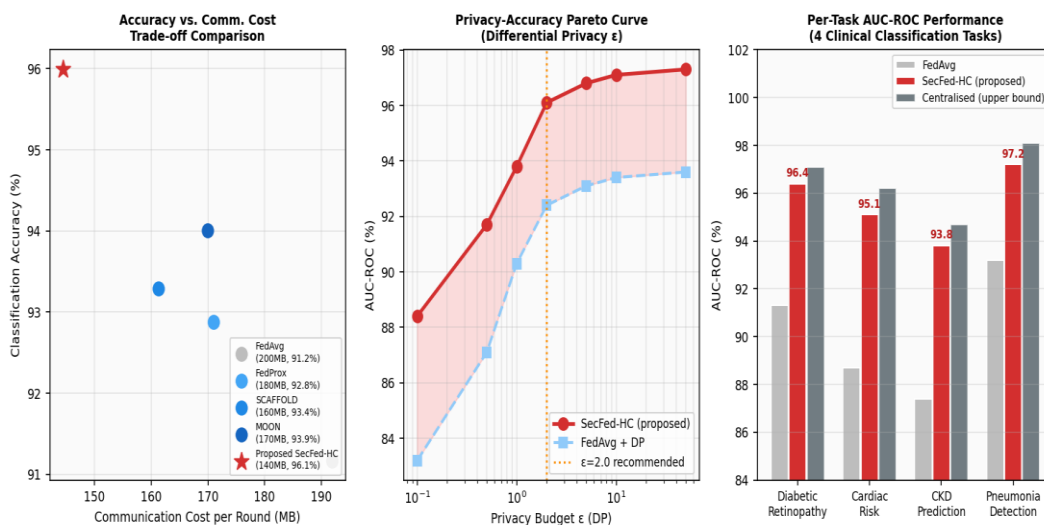 Accuracy vs. Comm. Cost
Trade-off Comparison
Classification Accuracy (%)
96
95
94
93
92
91
FedAvg
(200MB, 91.2%)
FedProx
(180MB, 92.8%)
SCAFFOLD
(160MB, 93.4%)
MOON
(170MB, 93.9%)
Proposed SecFed-HC
(140MB, 96.1%)
150 160 170 180 190
Communication Cost per Round (MB)
Privacy-Accuracy Pareto Curve
(Differential Privacy ε)
AUC-ROC (%)
98
96
94
92
90
88
86
84
SecFed-HC (proposed)
FedAvg + DP
ε=2.0 recommended
10⁻¹ 10⁰ 10¹
Privacy Budget ε (DP)
Per-Task AUC-ROC Performance
(4 Clinical Classification Tasks)
AUC-ROC (%)
102
100
98
96
94
92
90
88
86
84
FedAvg
SecFed-HC (proposed)
Centralised (upper bound)
96.4
95.1
93.8
97.2
Diabetic
Retinopathy
Cardiac
Risk
CKD
Prediction
Pneumonia
Detection